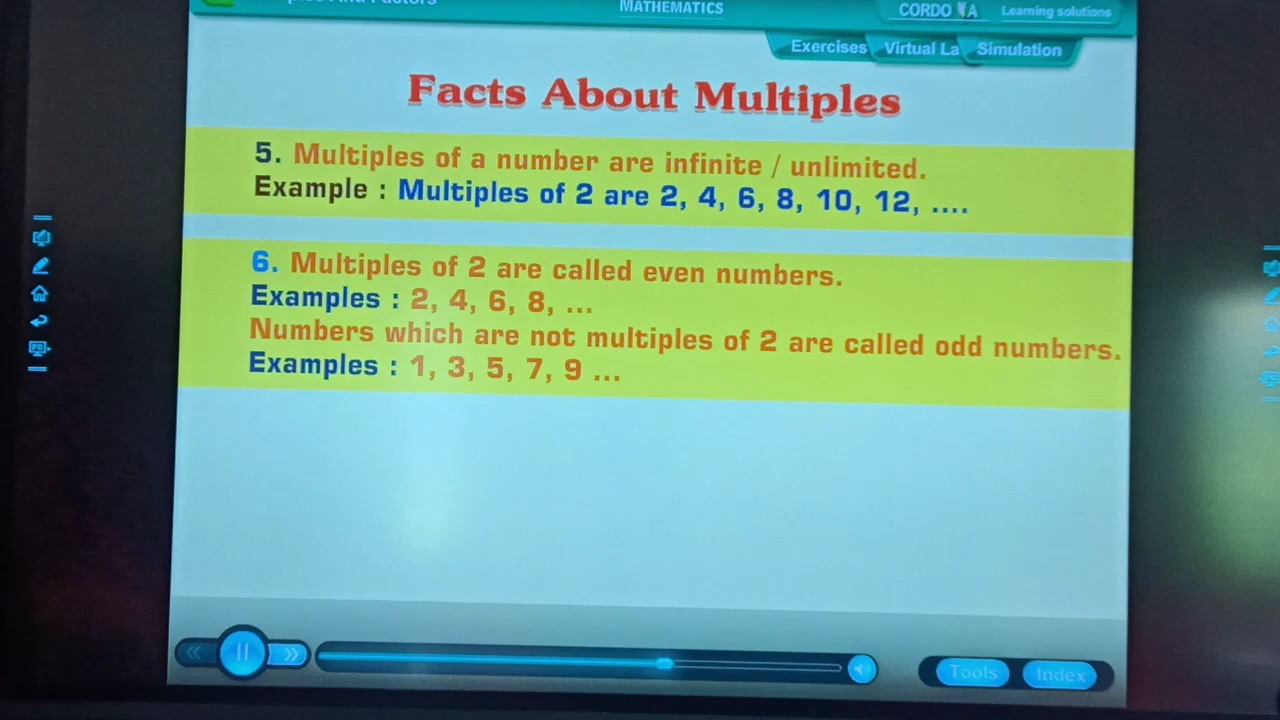 And Factors
MATHEMATICS
CORDOVA
Learning solutions
Exercises
Virtual La
Simulation
Facts About Multiples
5. Multiples of a number are infinite / unlimited.
Example : Multiples of 2 are 2, 4, 6, 8, 10, 12, ....
6. Multiples of 2 are called even numbers.
Examples : 2, 4, 6, 8, ...
Numbers which are not multiples of 2 are called odd numbers.
Examples : 1, 3, 5, 7, 9 ...
Tools
Index